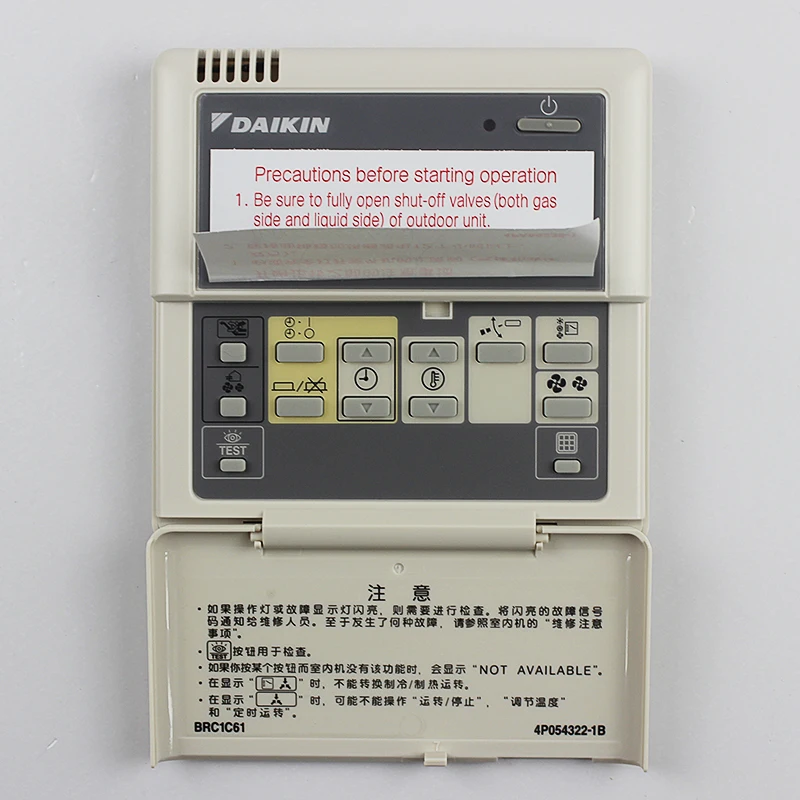 DAIKIN
Precautions before starting operation
1. Be sure to fully open shut-off valves (both gas
side and liquid side) of outdoor unit.
TEST
注 意
·如果操作灯或故障显示灯闪亮，则需要进行检查。将闪亮的故障信号
码通知给维修人员。至于发生了何种故障，请参照室内机的“维修注意
事项”。
·TEST按钮用于检查。
·如果你按某个按钮而室内机没有该功能时，会显示“NOT AVAILABLE”。
·在显示“ ”时，不能转换制冷/制热运转。
·在显示“ ”时，可能不能操作“运转/停止”，“调节温度”
和“定时运转”。
BRC1C61 4P054322-1B